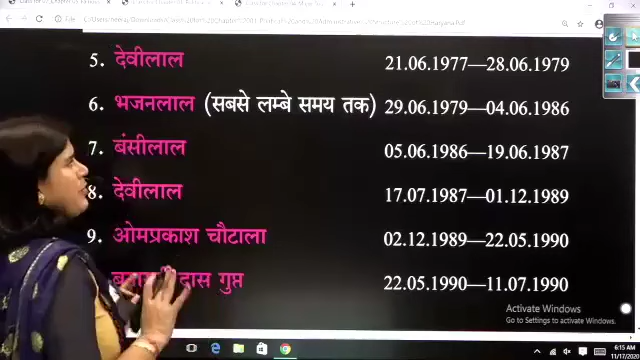 5. देवीलाल 21.06.1977—28.06.1979
6. भजनलाल (सबसे लम्बे समय तक) 29.06.1979—04.06.1986
7. बंसीलाल 05.06.1986—19.06.1987
8. देवीलाल 17.07.1987—01.12.1989
9. ओमप्रकाश चौटाला 02.12.1989—22.05.1990
दास गुप्त 22.05.1990—11.07.1990
Activate Windows
Go to Settings to activate Windows.
6:15 AM
11/17/2020